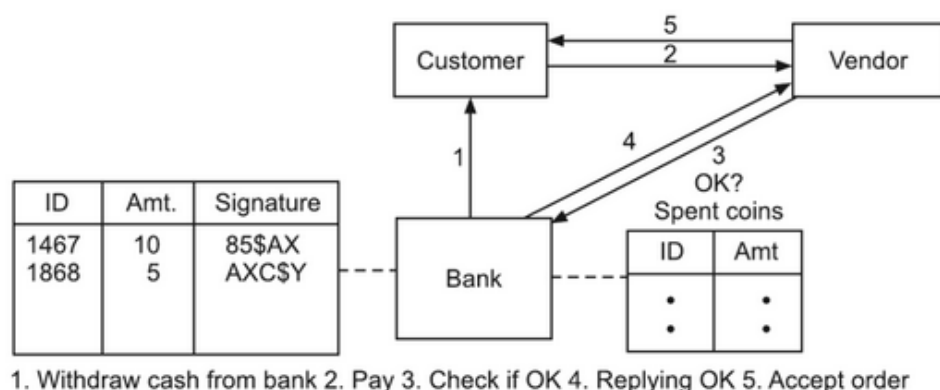 5
Customer
2
Vendor
4
1
3
OK?
Spent coins
ID Amt. Signature
1467 10 85$AX
1868 5 AXC$Y
Bank
ID Amt
1. Withdraw cash from bank 2. Pay 3. Check if OK 4. Replying OK 5. Accept order